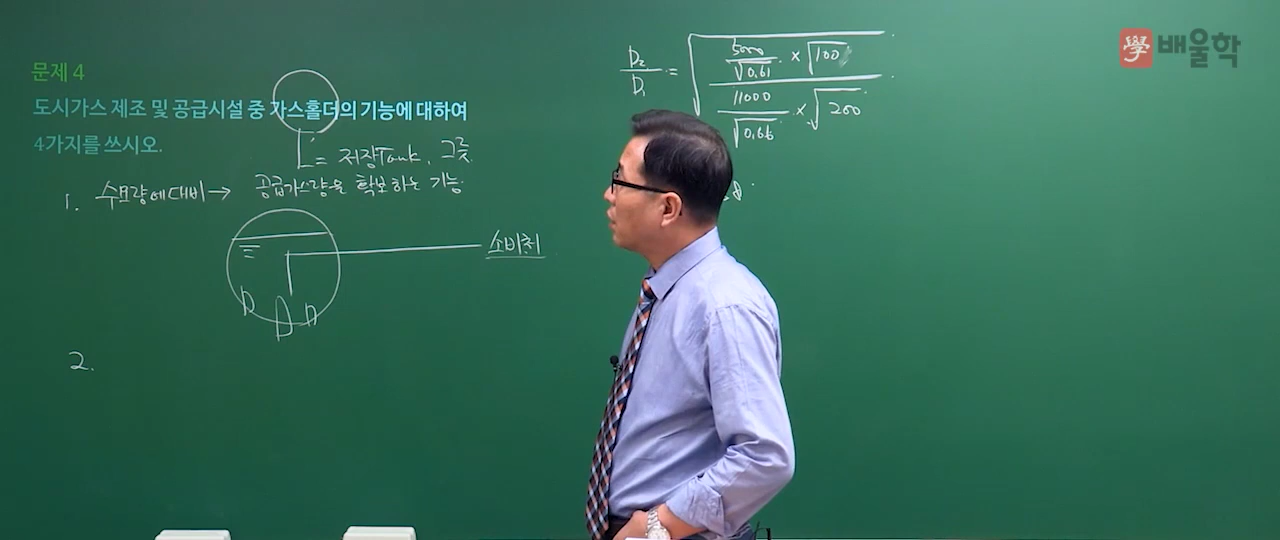 문제 4
도시가스 제조 및 공급시설 중 가스홀더의 기능에 대하여
4가지를 쓰시오.
= 저장Tank. 그릇.
1. 수요량에 대비→ 공급가스량을 확보하는 기능.
소비처
2.
D₂/D₁ = √((5000/√0.61 × √100) / (11000/√0.66 × √200))
學 배울학